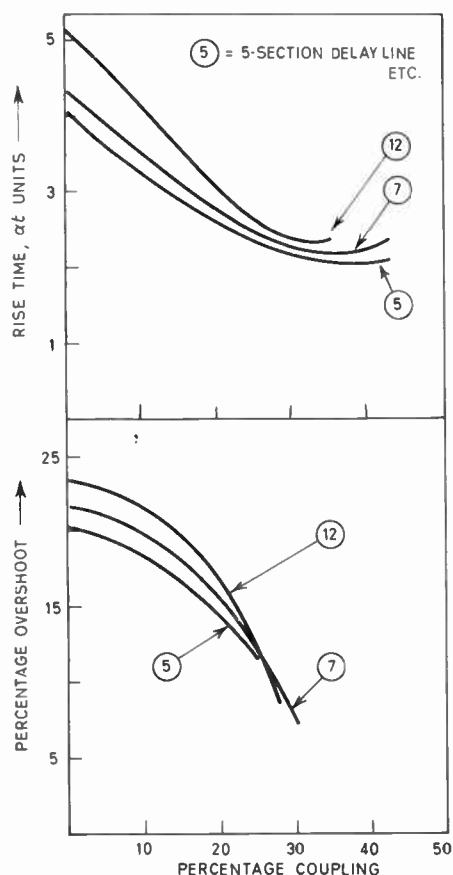 5
⑤ = 5-SECTION DELAY LINE
ETC.
RISE TIME, αt UNITS
3
1
⑫
⑦
⑤
25
15
5
PERCENTAGE OVERSHOOT
⑫
⑤
⑦
10 20 30 40 50
PERCENTAGE COUPLING